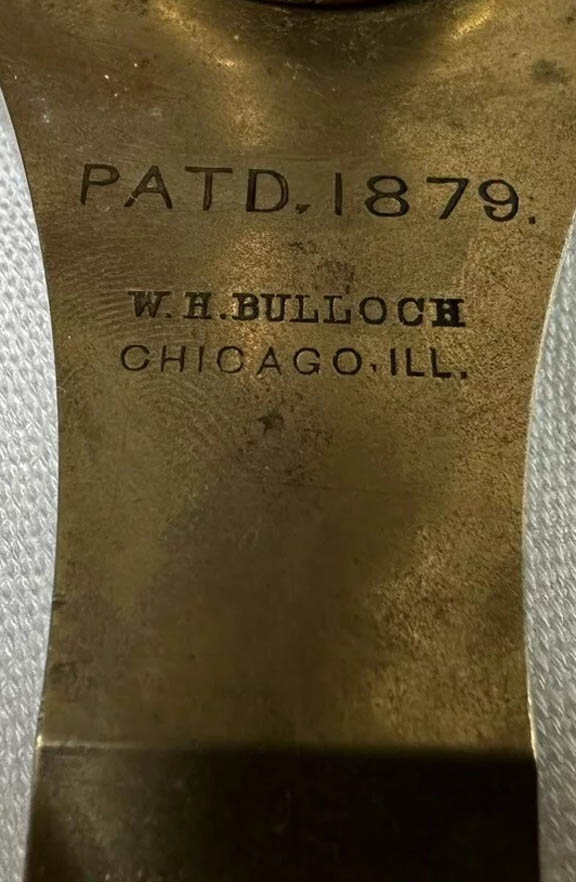 PATD. 1879.
W. H. BULLOCH
CHICAGO, ILL.